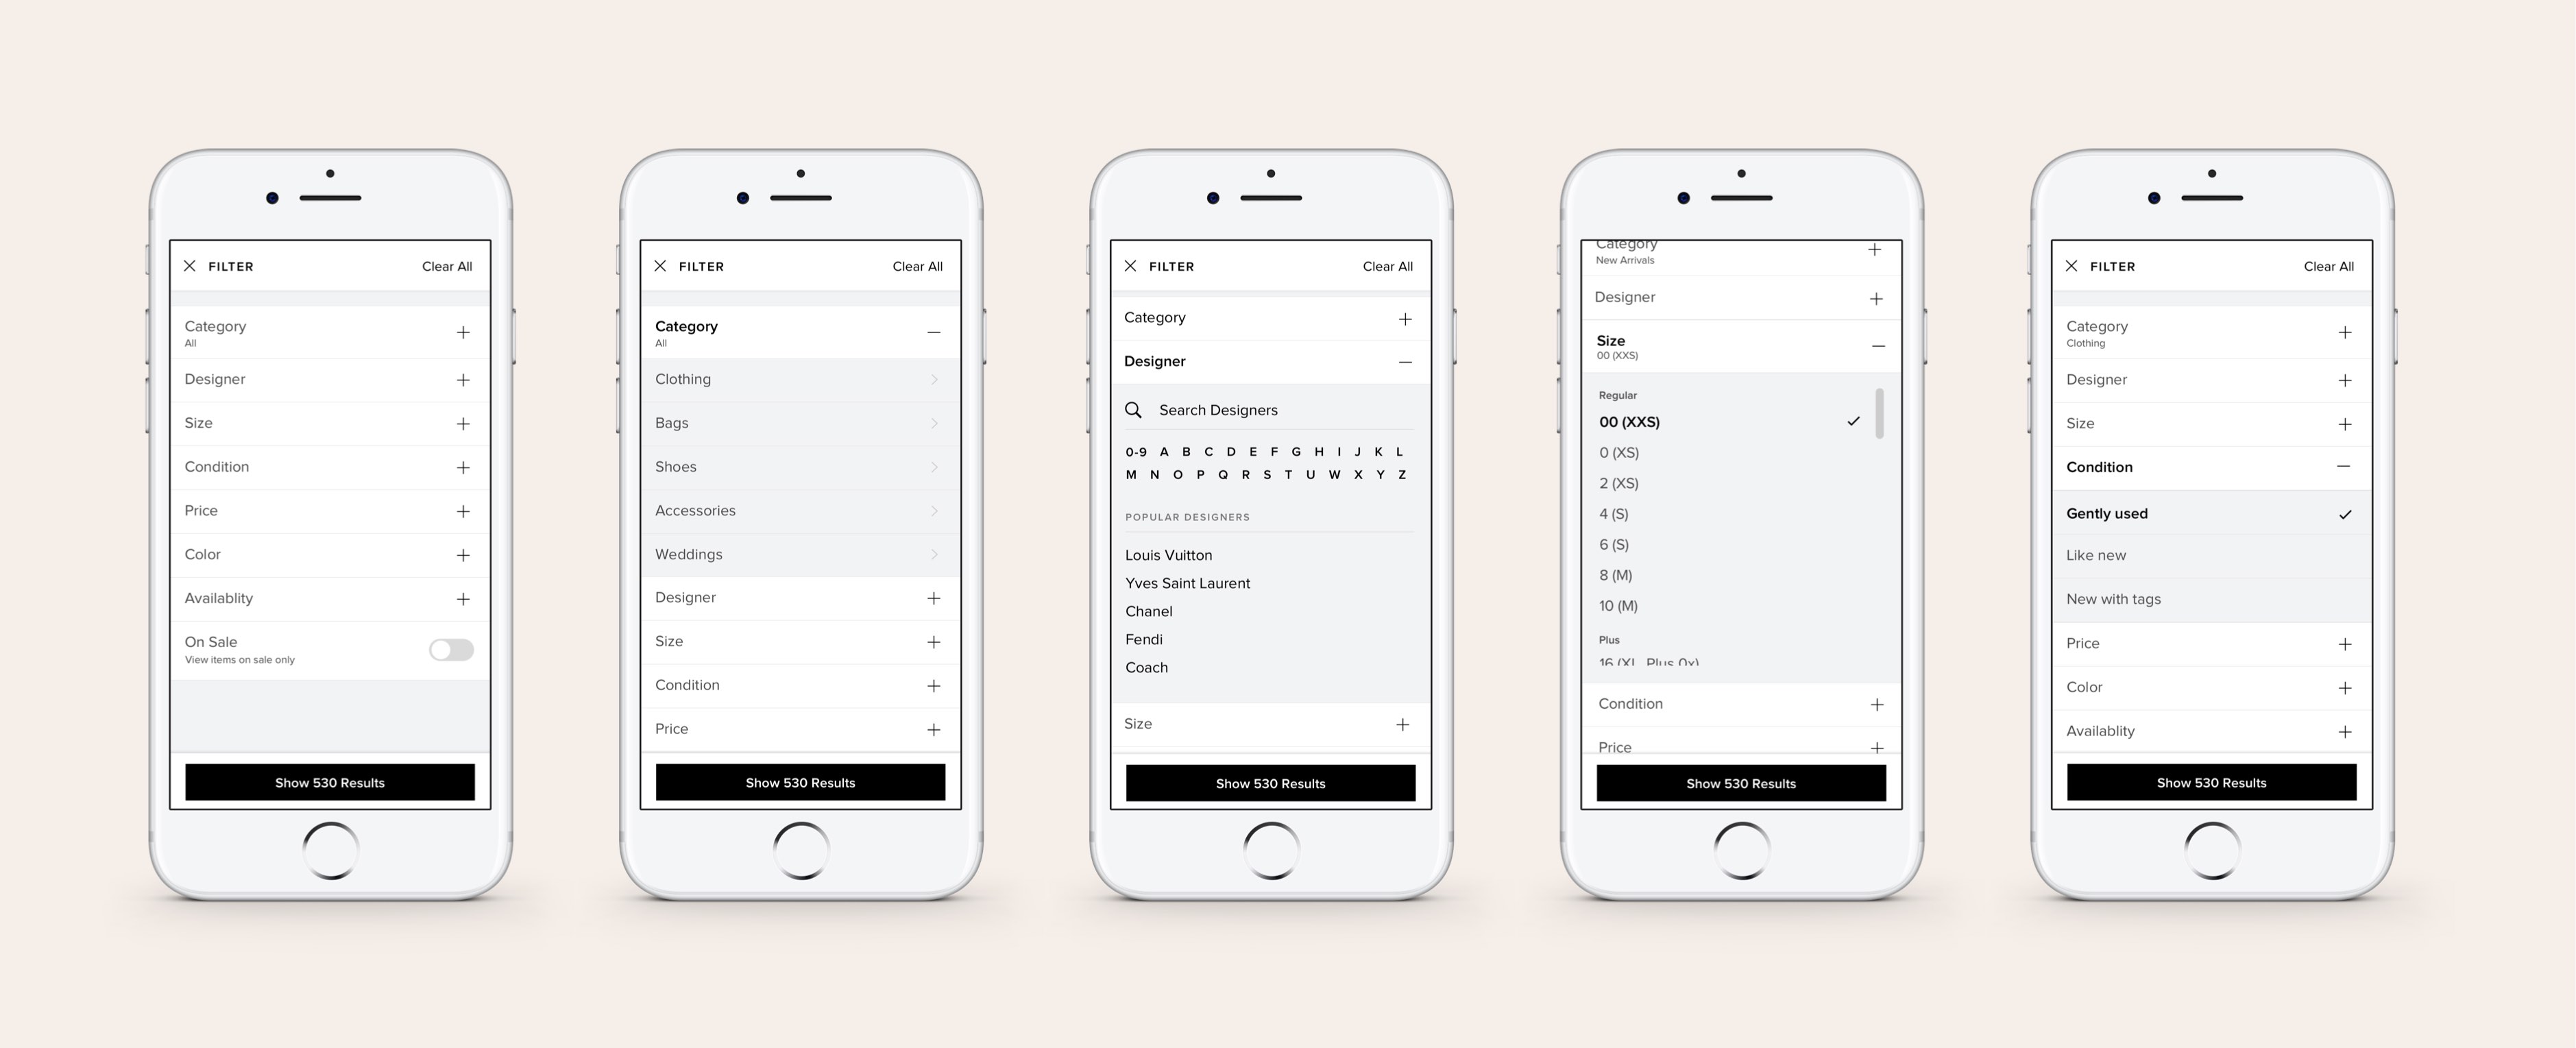 FILTER Clear All
Category
All
Designer
Size
Condition
Price
Color
Availablity
On Sale
View items on sale only
Show 530 Results
FILTER Clear All
Category
All
Clothing
Bags
Shoes
Accessories
Weddings
Designer
Size
Condition
Price
Show 530 Results
FILTER Clear All
Category
Designer
Search Designers
0-9 A B C D E F G H I J K L
M N O P Q R S T U W X Y Z
POPULAR DESIGNERS
Louis Vuitton
Yves Saint Laurent
Chanel
Fendi
Coach
Size
Show 530 Results
Category
New Arrivals
Designer
Size
00 (XXS)
Regular
00 (XXS)
0 (XS)
2 (XS)
4 (S)
6 (S)
8 (M)
10 (M)
Plus
16 (XL, Plus 0x)
Condition
Price
Show 530 Results
FILTER Clear All
Category
Clothing
Designer
Size
Condition
Gently used
Like new
New with tags
Price
Color
Availablity
Show 530 Results